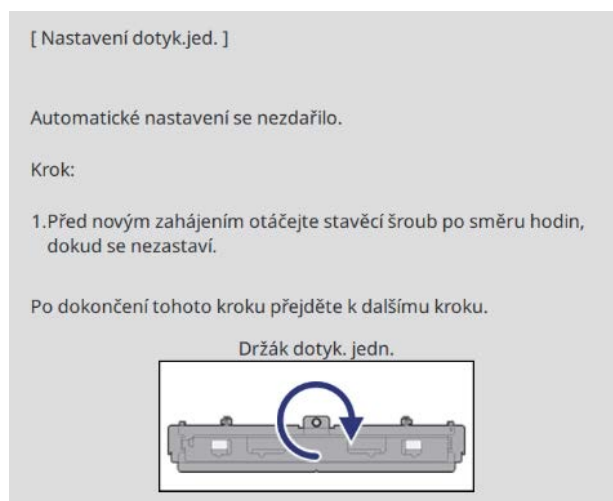 [ Nastavení dotyk.jed. ]
Automatické nastavení se nezdařilo.
Krok:
1.Před novým zahájením otáčejte stavěcí šroub po směru hodin,
dokud se nezastaví.
Po dokončení tohoto kroku přejděte k dalšímu kroku.
Držák dotyk. jedn.